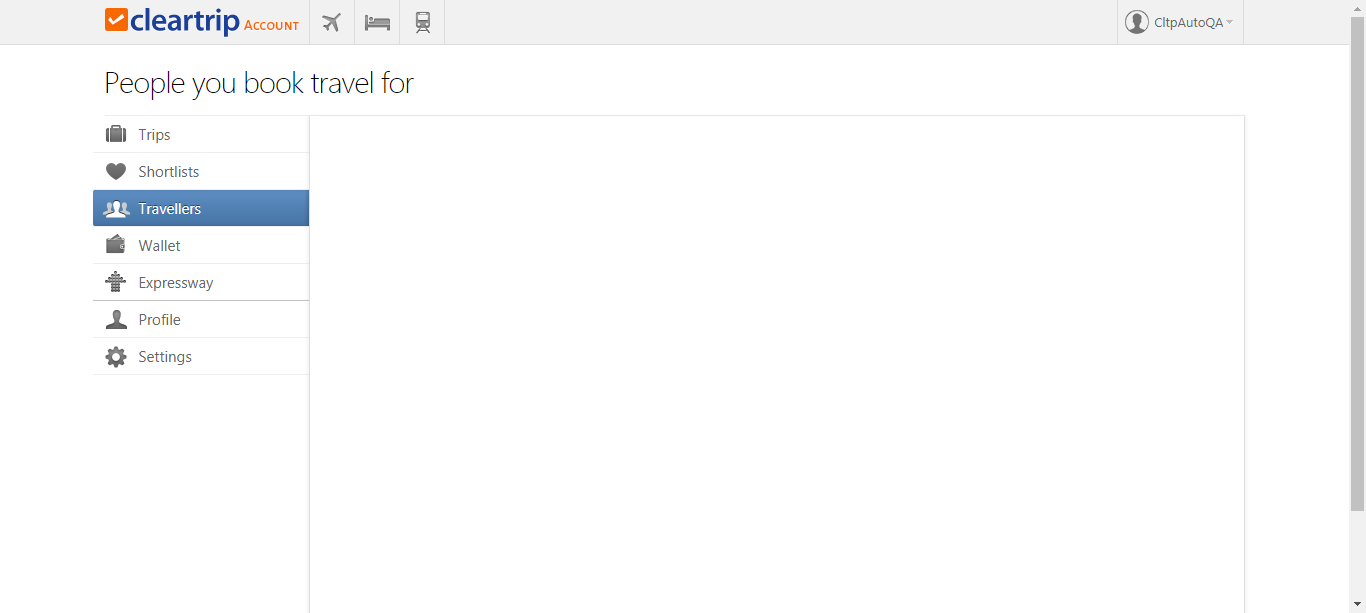 cleartrip ACCOUNT
CltpAutoQA
People you book travel for
Trips
Shortlists
Travellers
Wallet
Expressway
Profile
Settings